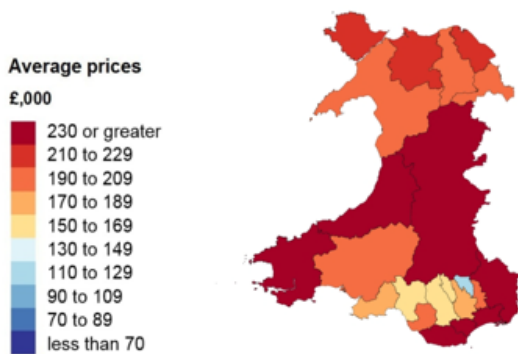 Average prices
£,000
230 or greater
210 to 229
190 to 209
170 to 189
150 to 169
130 to 149
110 to 129
90 to 109
70 to 89
less than 70